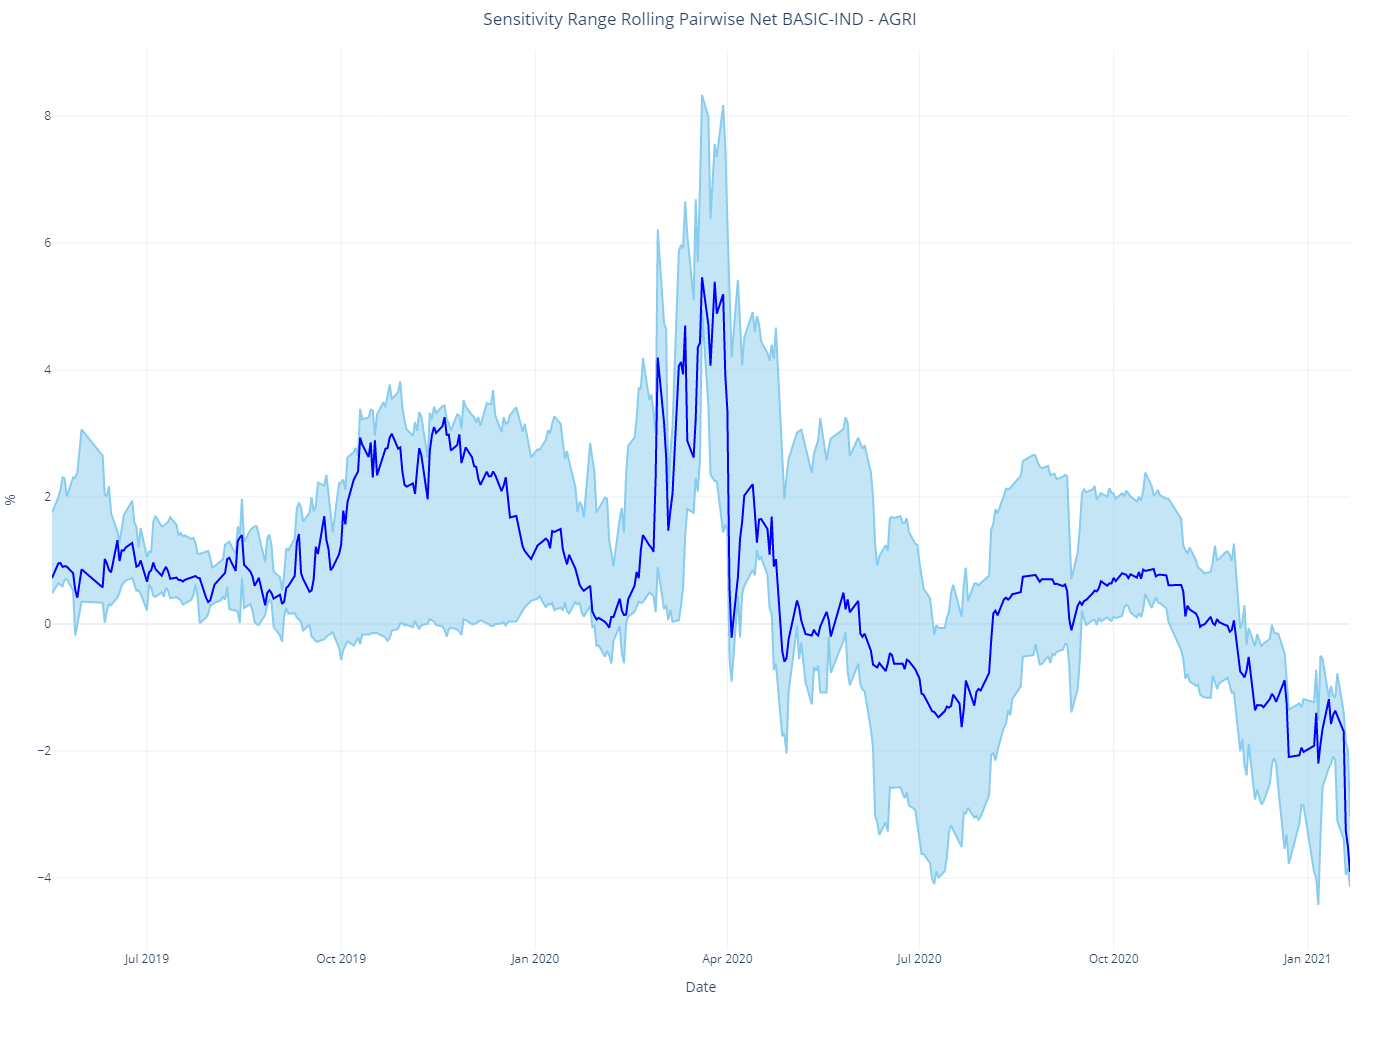 Sensitivity Range Rolling Pairwise Net BASIC-IND - AGRI
8
6
4
2
0
−2
−4
%
Jul 2019
Oct 2019
Jan 2020
Apr 2020
Jul 2020
Oct 2020
Jan 2021
Date